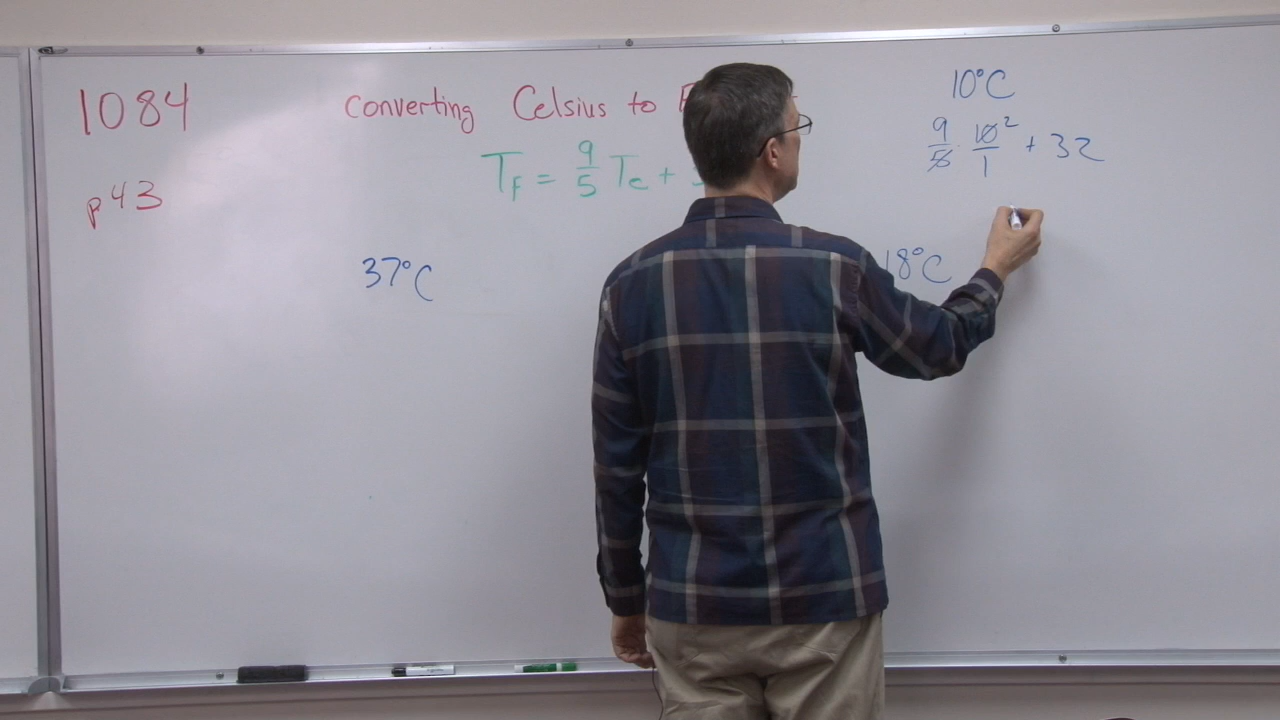 1084
p43
Converting Celsius to
T_F = 9/5 T_C +
37°C
10°C
9/5 · 10²/1 + 32
18°C